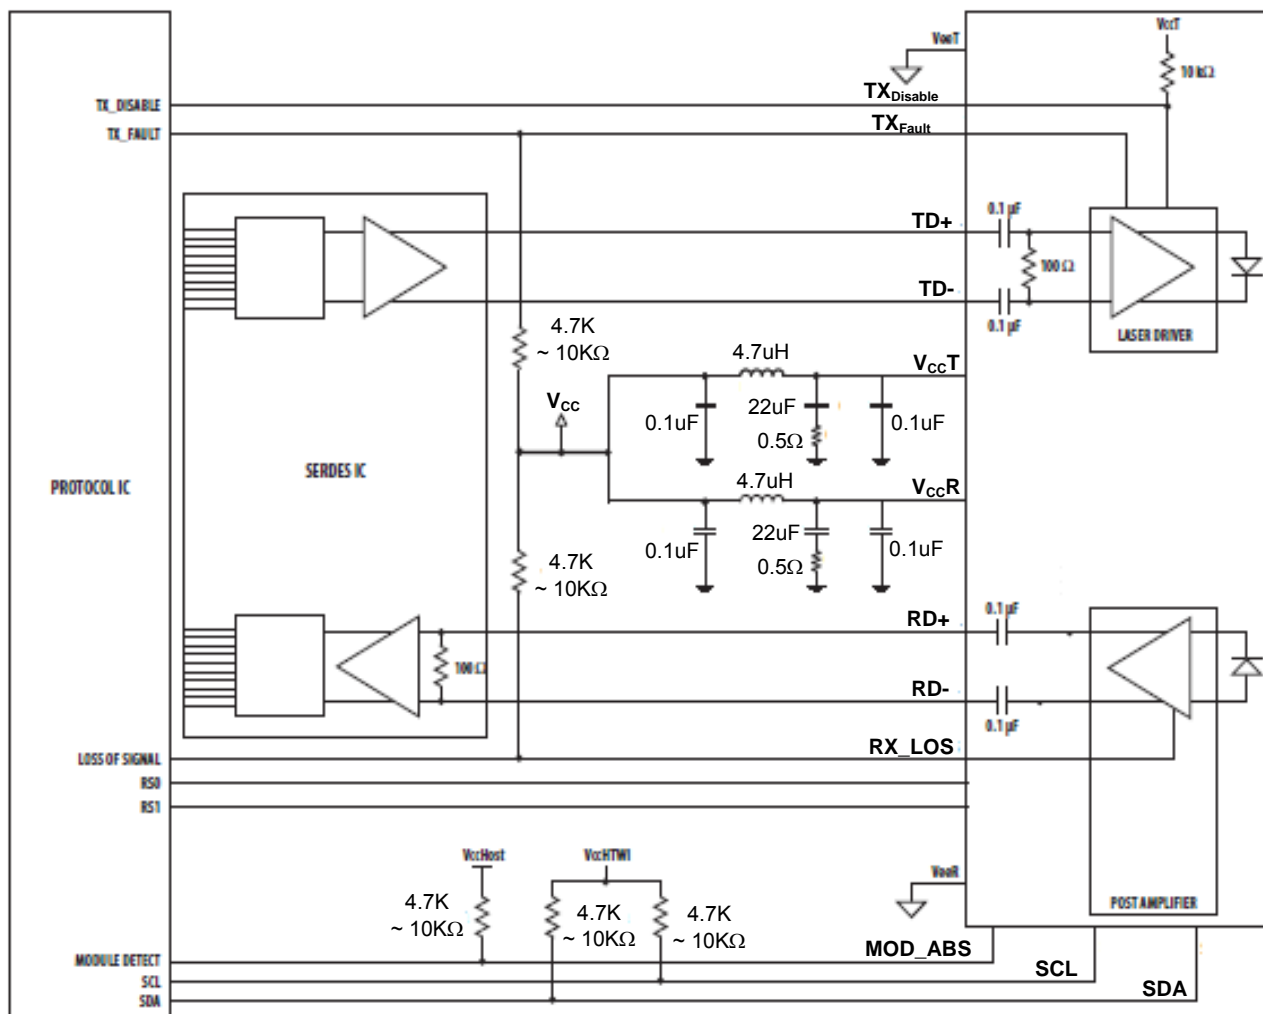 VeeT
VccT
10 kΩ
TX_DISABLE
TXDisable
TX_FAULT
TXFault
0.1 µF
TD+
100 Ω
TD-
0.1 µF
LASER DRIVER
4.7K
~ 10KΩ
4.7uH
VCCT
VCC
0.1uF
22uF
0.1uF
0.5Ω
SERDES IC
PROTOCOL IC
4.7uH
VCCR
4.7K
~ 10KΩ
0.1uF
22uF
0.1uF
0.5Ω
0.1 µF
RD+
100 Ω
RD-
0.1 µF
LOSS OF SIGNAL
RX_LOS
RS0
RS1
VccHost
VccHTWI
VeeR
4.7K
~ 10KΩ
4.7K
~ 10KΩ
4.7K
~ 10KΩ
POST AMPLIFIER
MODULE DETECT
MOD_ABS
SCL
SCL
SDA
SDA